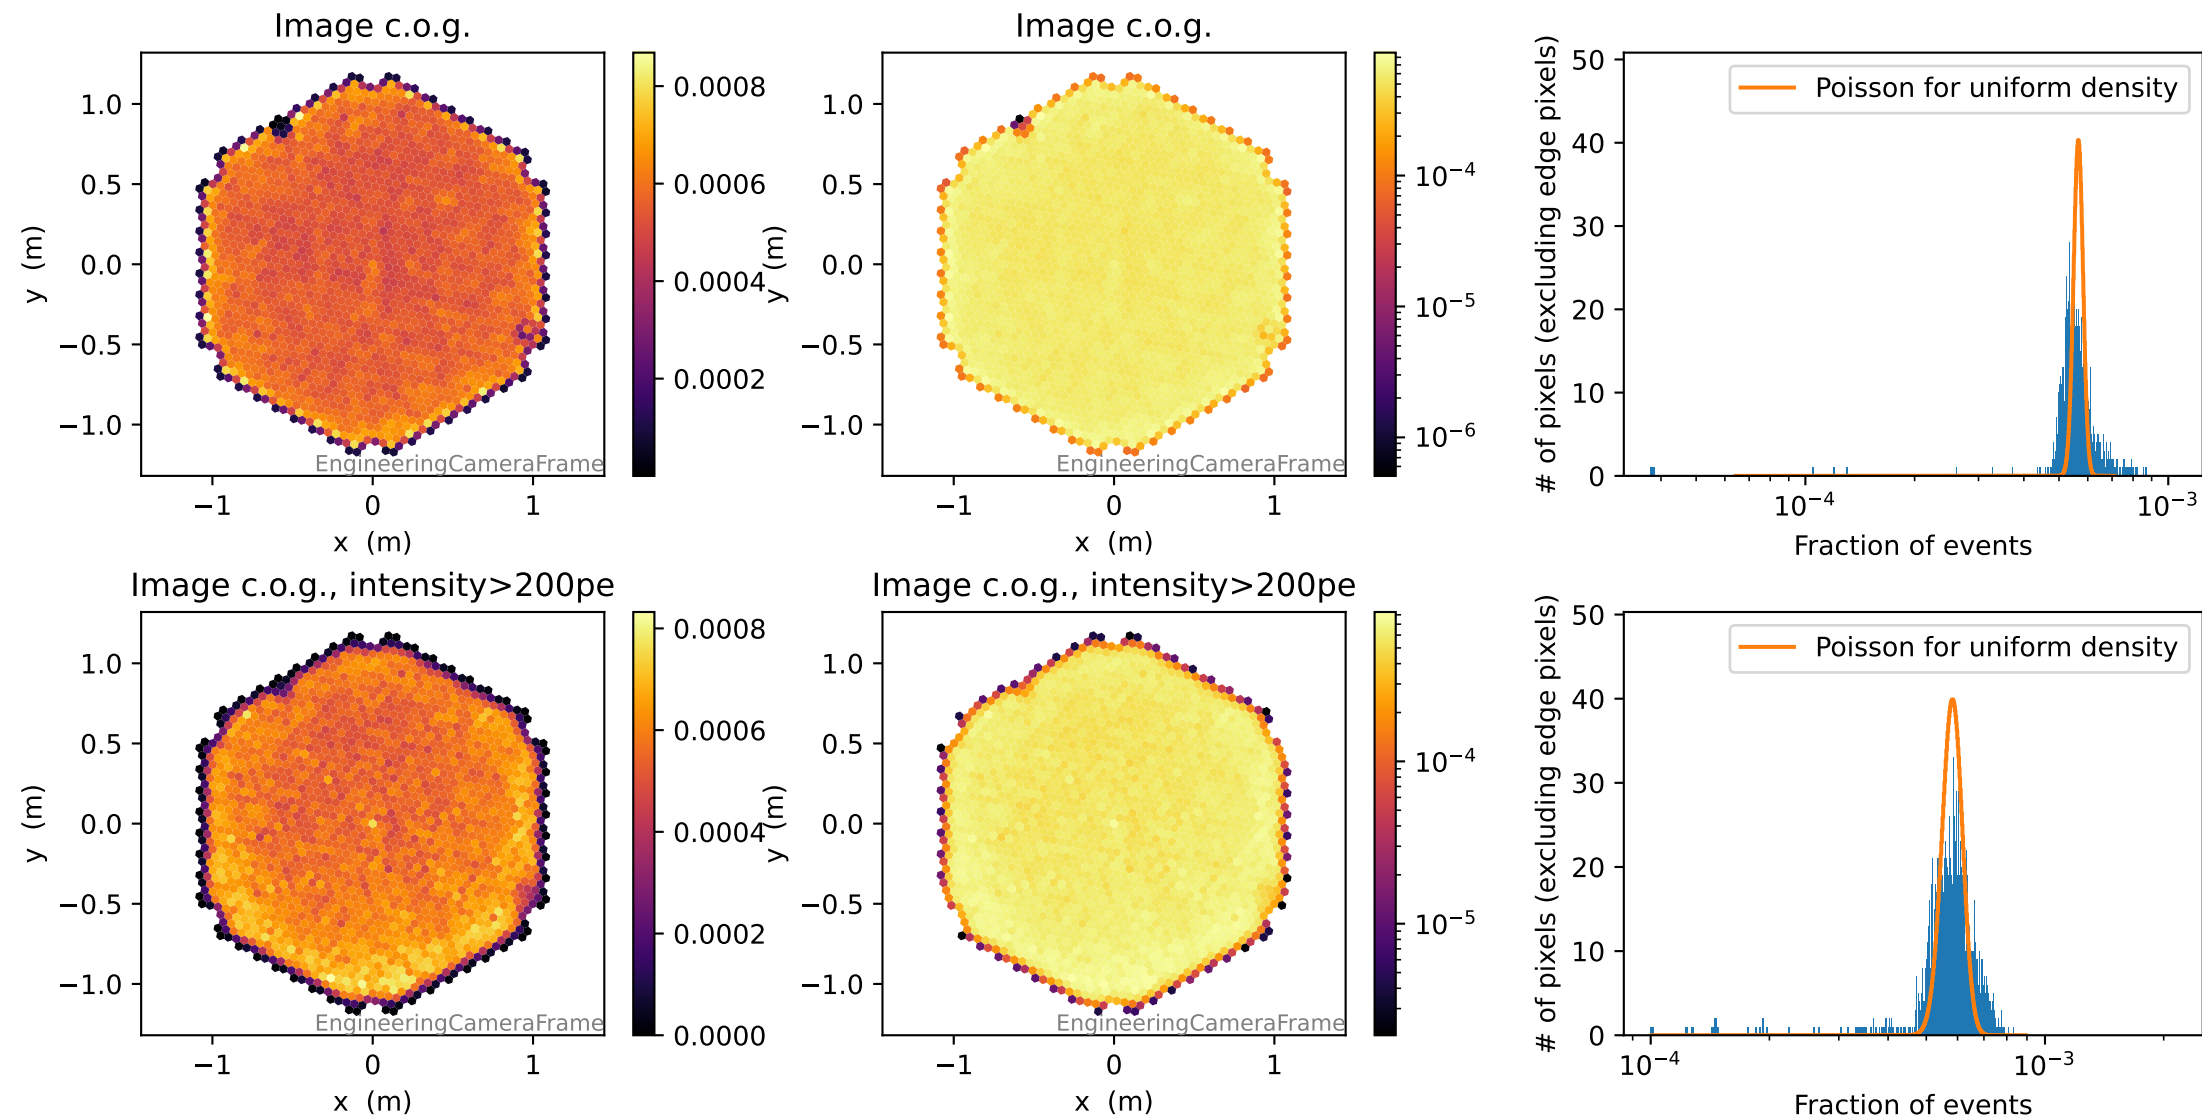 Image c.o.g.
1.0
0.5
0.0
−0.5
−1.0
y (m)
−1
0
1
x (m)
EngineeringCameraFrame
0.0008
0.0006
0.0004
0.0002
Image c.o.g.
1.0
0.5
0.0
−0.5
−1.0
y (m)
−1
0
1
x (m)
EngineeringCameraFrame
10⁻⁴
10⁻⁵
10⁻⁶
Poisson for uniform density
50
40
30
20
10
0
# of pixels (excluding edge pixels)
10⁻⁴
10⁻³
Fraction of events
Image c.o.g., intensity>200pe
1.0
0.5
0.0
−0.5
−1.0
y (m)
−1
0
1
x (m)
EngineeringCameraFrame
0.0008
0.0006
0.0004
0.0002
0.0000
Image c.o.g., intensity>200pe
1.0
0.5
0.0
−0.5
−1.0
y (m)
−1
0
1
x (m)
EngineeringCameraFrame
10⁻⁴
10⁻⁵
Poisson for uniform density
50
40
30
20
10
0
# of pixels (excluding edge pixels)
10⁻⁴
10⁻³
Fraction of events